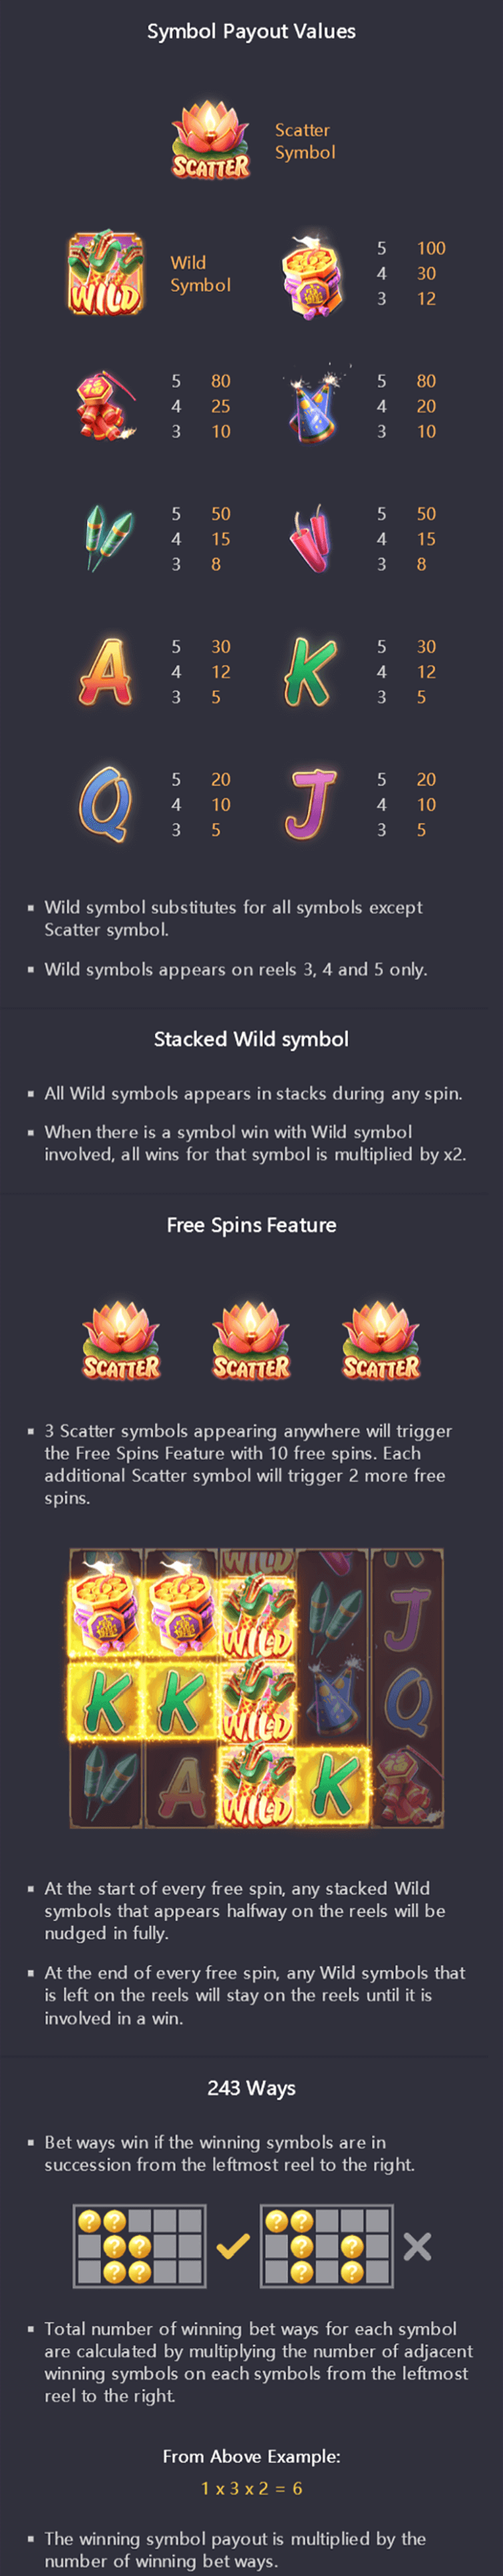 Symbol Payout Values
SCATTER
Scatter
Symbol
WILD
Wild
Symbol
5 100
4 30
3 12
5 80
4 25
3 10
5 80
4 20
3 10
5 50
4 15
3 8
5 50
4 15
3 8
A
5 30
4 12
3 5
K
5 30
4 12
3 5
Q
5 20
4 10
3 5
J
5 20
4 10
3 5
▪ Wild symbol substitutes for all symbols except
Scatter symbol.
▪ Wild symbols appears on reels 3, 4 and 5 only.
Stacked Wild symbol
▪ All Wild symbols appears in stacks during any spin.
▪ When there is a symbol win with Wild symbol
involved, all wins for that symbol is multiplied by x2.
Free Spins Feature
SCATTER SCATTER SCATTER
▪ 3 Scatter symbols appearing anywhere will trigger
the Free Spins Feature with 10 free spins. Each
additional Scatter symbol will trigger 2 more free
spins.
WILD
WILD J
K K WILD Q
A WILD K
▪ At the start of every free spin, any stacked Wild
symbols that appears halfway on the reels will be
nudged in fully.
▪ At the end of every free spin, any Wild symbols that
is left on the reels will stay on the reels until it is
involved in a win.
243 Ways
▪ Bet ways win if the winning symbols are in
succession from the leftmost reel to the right.
? ? ? ?
? ? ? ?
? ? ? ?
▪ Total number of winning bet ways for each symbol
are calculated by multiplying the number of adjacent
winning symbols on each symbols from the leftmost
reel to the right.
From Above Example:
1 x 3 x 2 = 6
▪ The winning symbol payout is multiplied by the
number of winning bet ways.